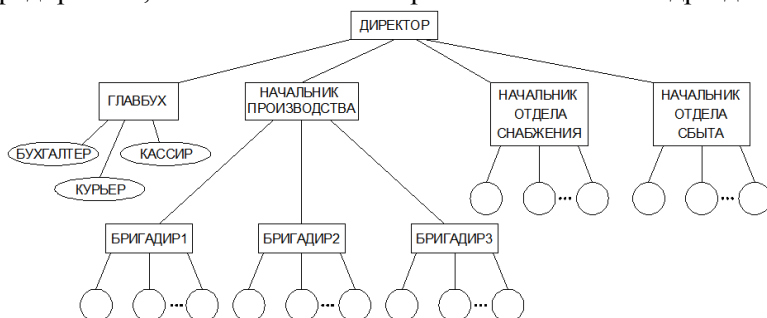 ДИРЕКТОР
ГЛАВБУХ
НАЧАЛЬНИК
ПРОИЗВОДСТВА
НАЧАЛЬНИК
ОТДЕЛА
СНАБЖЕНИЯ
НАЧАЛЬНИК
ОТДЕЛА
СБЫТА
БУХГАЛТЕР
КАССИР
КУРЬЕР
БРИГАДИР1
БРИГАДИР2
БРИГАДИР3